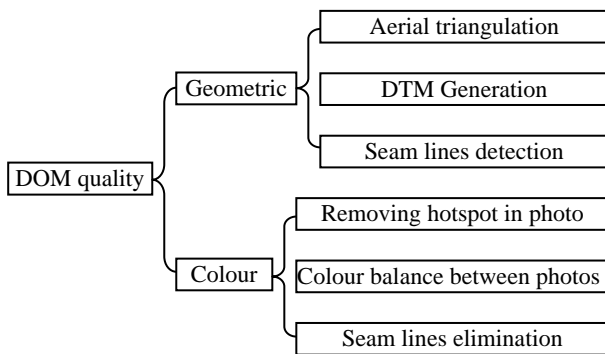 Aerial triangulation
Geometric
DTM Generation
Seam lines detection
DOM quality
Removing hotspot in photo
Colour
Colour balance between photos
Seam lines elimination